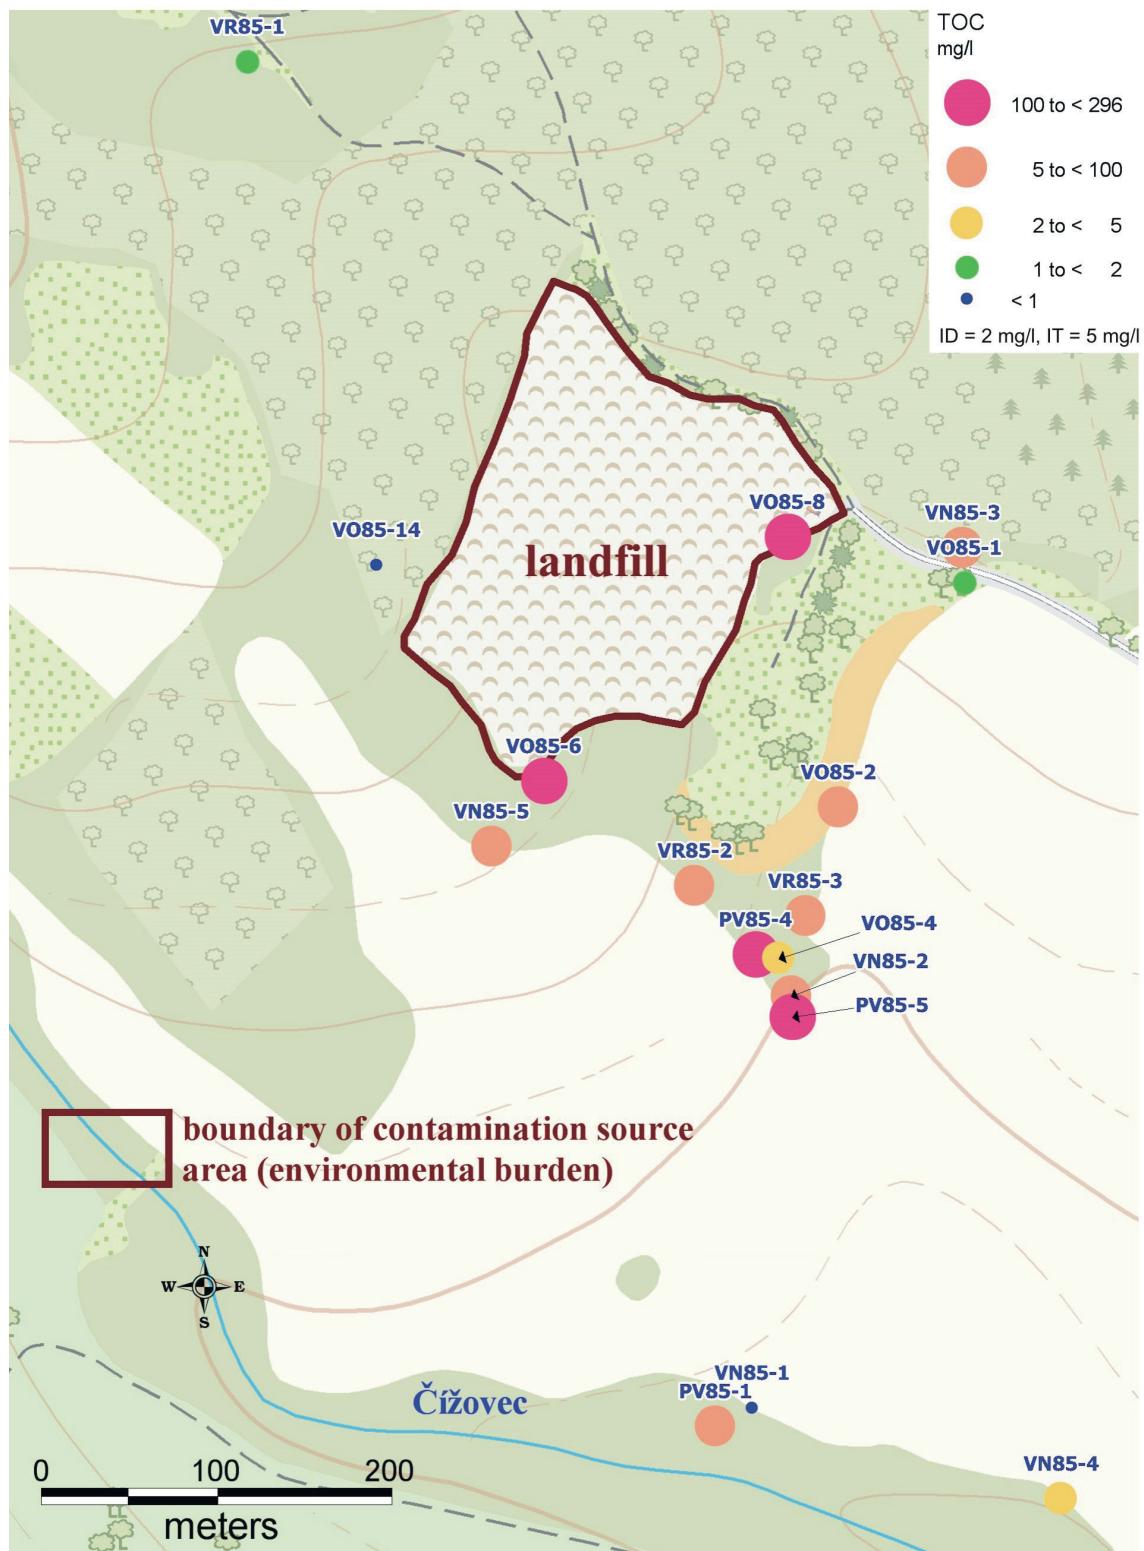 VR85-1
TOC
mg/l
100 to < 296
5 to < 100
2 to < 5
1 to < 2
< 1
ID = 2 mg/l, IT = 5 mg/l
VO85-8
VN85-3
VO85-1
VO85-14
landfill
VO85-6
VO85-2
VN85-5
VR85-2
VR85-3
PV85-4
VO85-4
VN85-2
PV85-5
boundary of contamination source
area (environmental burden)
N
W E
S
VN85-1
PV85-1
Čížovec
VN85-4
0 100 200
meters